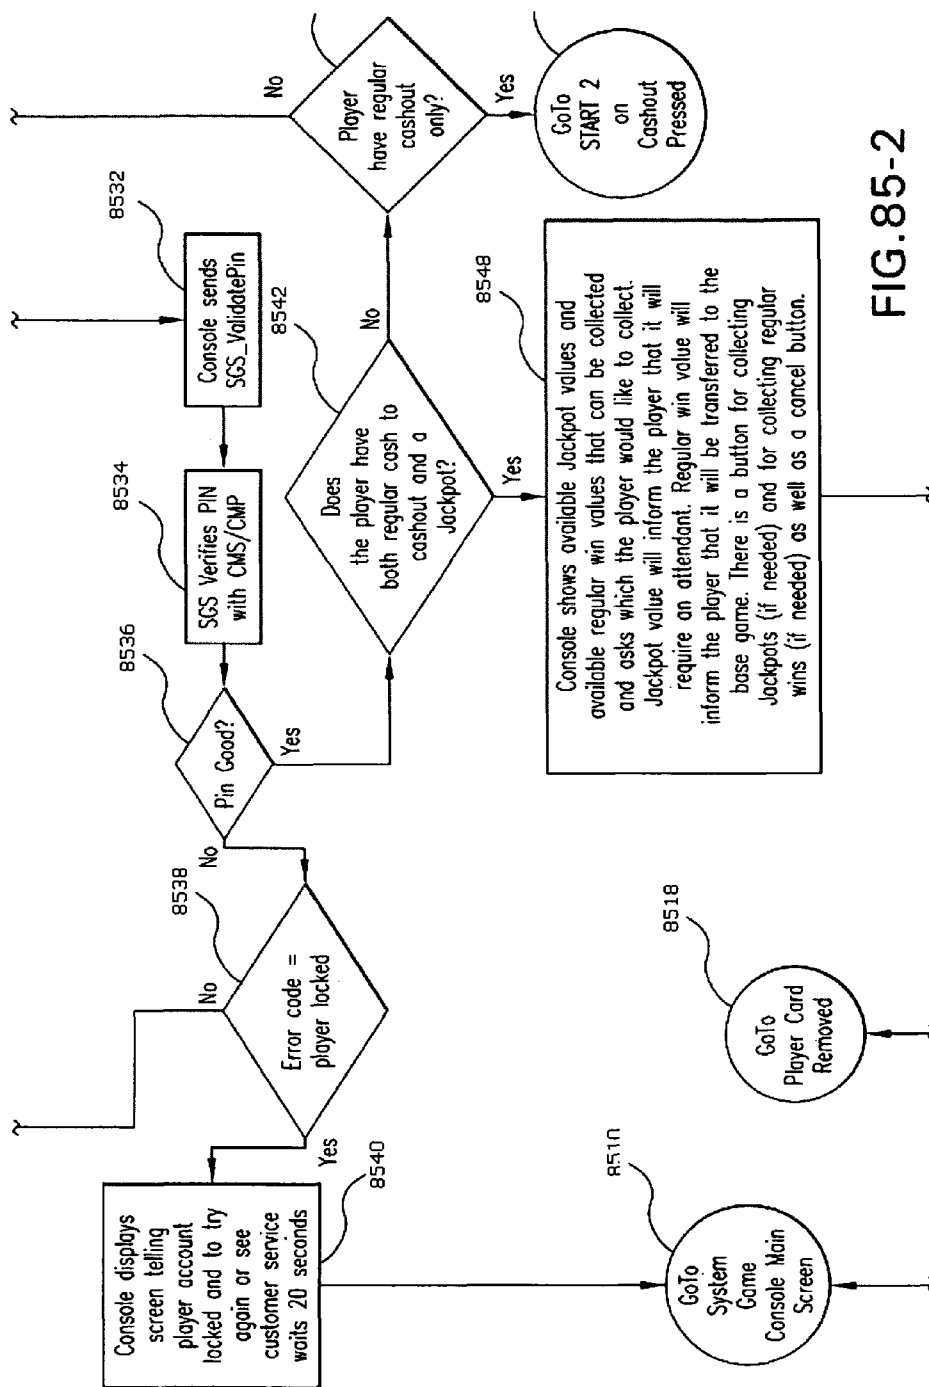 8532
Console sends
SGS_ValidatePin
8534
SGS Verifies PIN
with CMS/CMP
8536
Pin Good?
Yes
No
8538
Error code =
player locked
No
Yes
Console displays
screen telling
player account
locked and to try
again or see
customer service
waits 20 seconds
8540
8542
Does
the player have
both regular cash to
cashout and a
Jackpot?
No
Yes
Player
have regular
cashout
only?
No
Yes
GoTo
START 2
on
Cashout
Pressed
8548
Console shows available Jackpot values and
available regular win values that can be collected
and asks which the player would like to collect.
Jackpot value will inform the player that it will
require an attendant. Regular win value will
inform the player that it will be transferred to the
base game. There is a button for collecting
Jackpots (if needed) and for collecting regular
wins (if needed) as well as a cancel button.
8518
GoTo
Player Card
Removed
8510
GoTo
System
Game
Console Main
Screen
FIG.85-2